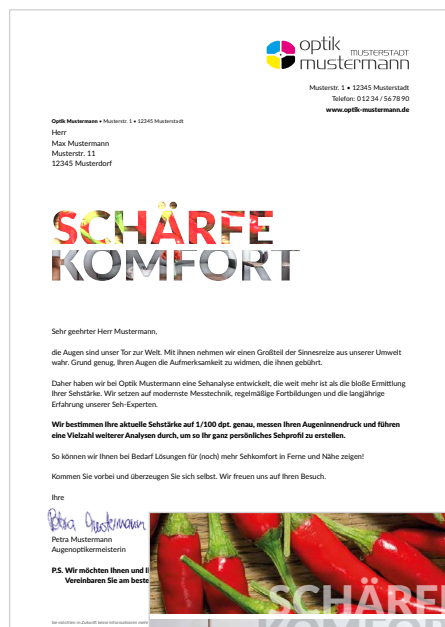 optik MUSTERSTADT
mustermann
Musterstr. 1 • 12345 Musterstadt
Telefon: 0 12 34 / 56 78 90
www.optik-mustermann.de
Optik Mustermann • Musterstr. 1 • 12345 Musterstadt
Herr
Max Mustermann
Musterstr. 11
12345 Musterdorf
SCHÄRFE
KOMFORT
Sehr geehrter Herr Mustermann,
die Augen sind unser Tor zur Welt. Mit ihnen nehmen wir einen Großteil der Sinnesreize aus unserer Umwelt
wahr. Grund genug, Ihren Augen die Aufmerksamkeit zu widmen, die ihnen gebührt.
Daher haben wir bei Optik Mustermann eine Sehanalyse entwickelt, die weit mehr ist als die bloße Ermittlung
Ihrer Sehstärke. Wir setzen auf modernste Messtechnik, regelmäßige Fortbildungen und die langjährige
Erfahrung unserer Seh-Experten.
Wir bestimmen Ihre aktuelle Sehstärke auf 1/100 dpt. genau, messen Ihren Augeninnendruck und führen
eine Vielzahl weiterer Analysen durch, um so Ihr ganz persönliches Sehprofil zu erstellen.
So können wir Ihnen bei Bedarf Lösungen für (noch) mehr Sehkomfort in Ferne und Nähe zeigen!
Kommen Sie vorbei und überzeugen Sie sich selbst. Wir freuen uns auf Ihren Besuch.
Ihre
Petra Mustermann
Petra Mustermann
Augenoptikermeisterin
P.S. Wir möchten Ihnen und I
Vereinbaren Sie am beste
SCHÄRFE